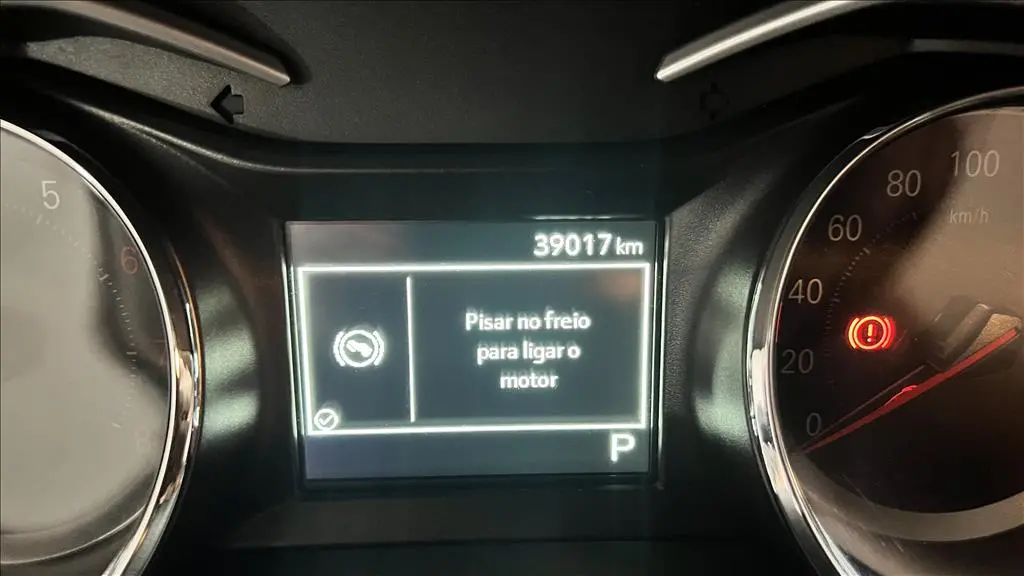 39017 km
Pisar no freio
para ligar o
motor
P
5
6
100
80
km/h
60
40
20
0